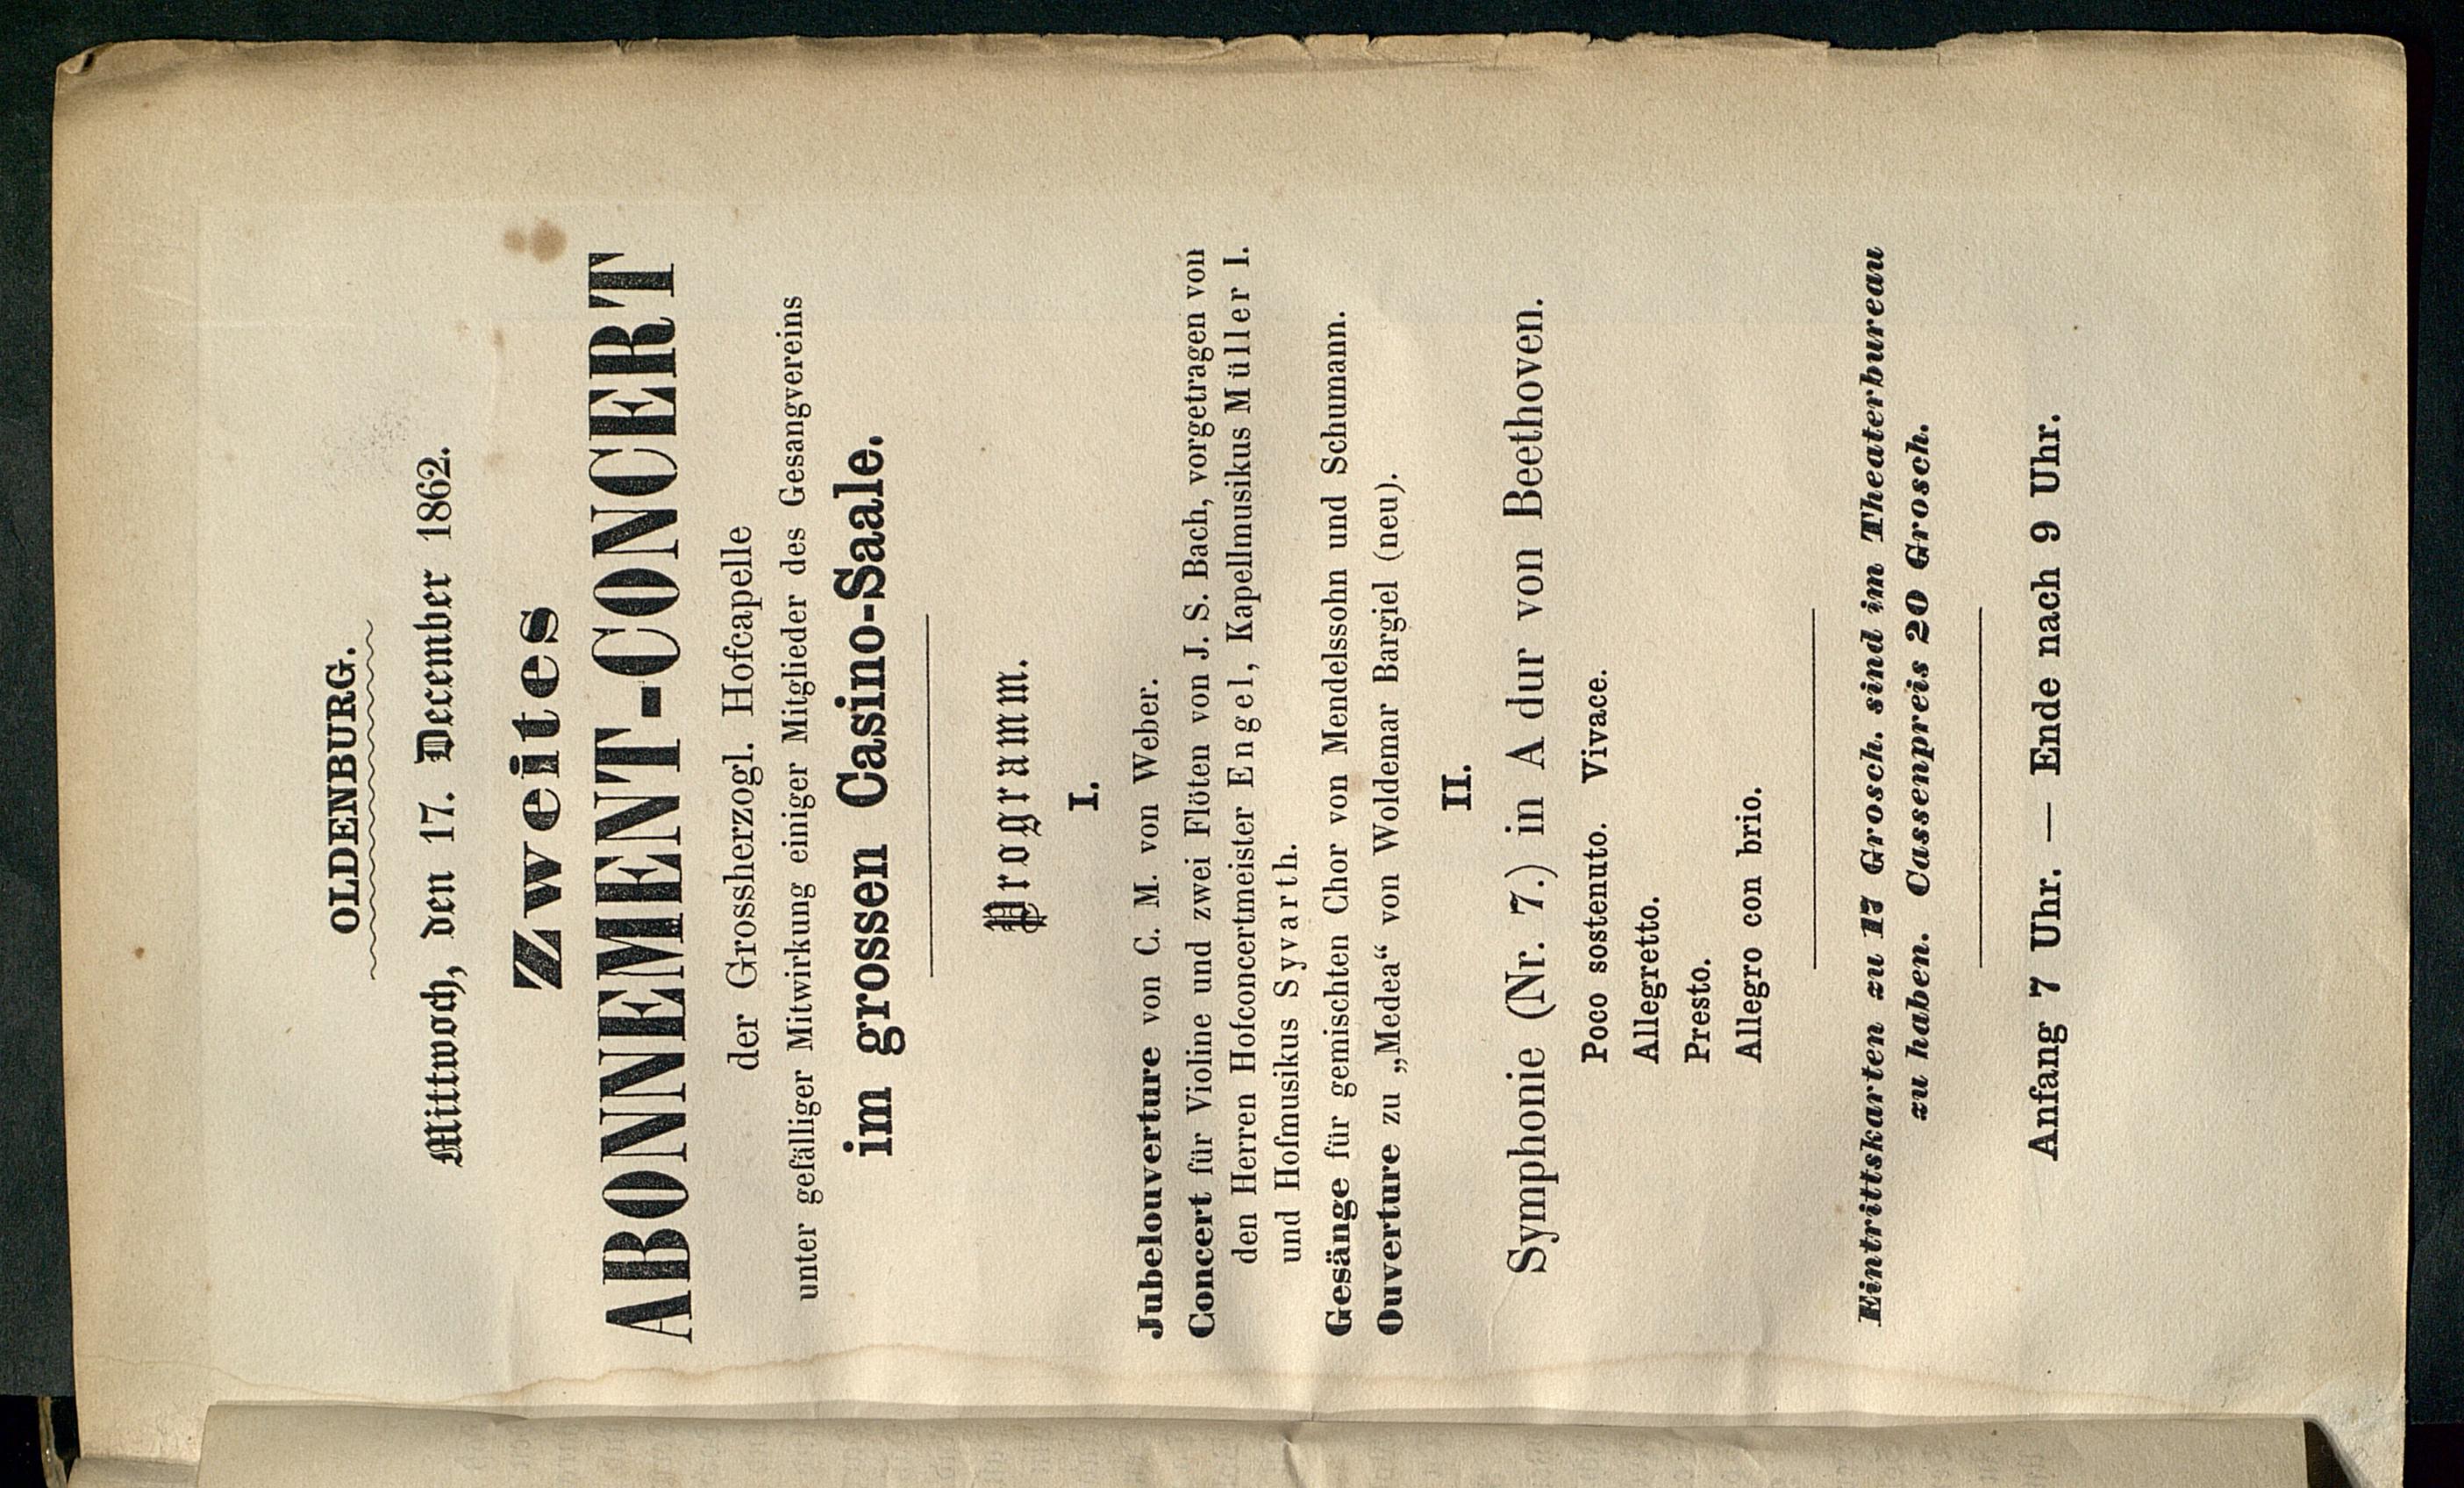 OLDENBURG.
Mittwoch, den 17. December 1862.
Zweites
ABONNEMENT-CONCERT
der Grossherzogl. Hofcapelle
unter gefälliger Mitwirkung einiger Mitglieder des Gesangvereins
im grossen Casino-Saale.
Programm.
I.
Jubelouverture von C. M. von Weber.
Concert für Violine und zwei Flöten von J. S. Bach, vorgetragen von
den Herren Hofconcertmeister Engel, Kapellmusikus Müller I.
und Hofmusikus Syvarth.
Gesänge für gemischten Chor von Mendelssohn und Schumann.
Ouverture zu „Medea“ von Woldemar Bargiel (neu).
II.
Symphonie (Nr. 7.) in A dur von Beethoven.
Poco sostenuto. Vivace.
Allegretto.
Presto.
Allegro con brio.
Eintrittskarten zu 17 Grosch. sind im Theaterbureau
zu haben. Cassenpreis 20 Grosch.
Anfang 7 Uhr. — Ende nach 9 Uhr.